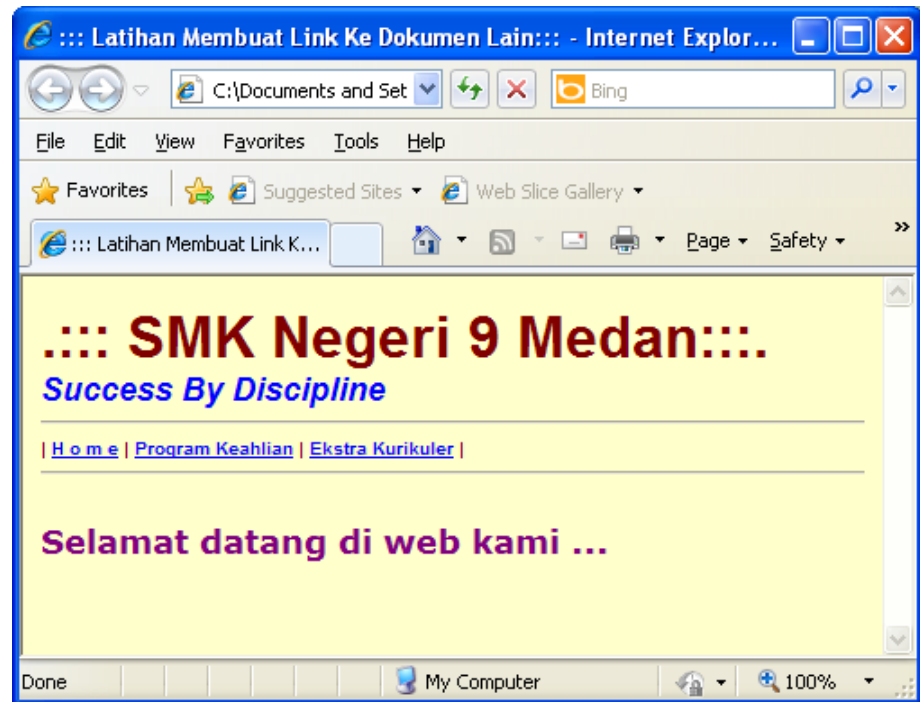 ::: Latihan Membuat Link Ke Dokumen Lain::: - Internet Explor...
C:\Documents and Set
Bing
File Edit View Favorites Tools Help
Favorites Suggested Sites Web Slice Gallery
::: Latihan Membuat Link K... Page Safety »
.::: SMK Negeri 9 Medan:::.
Success By Discipline
| H o m e | Program Keahlian | Ekstra Kurikuler |
Selamat datang di web kami ...
Done My Computer 100%